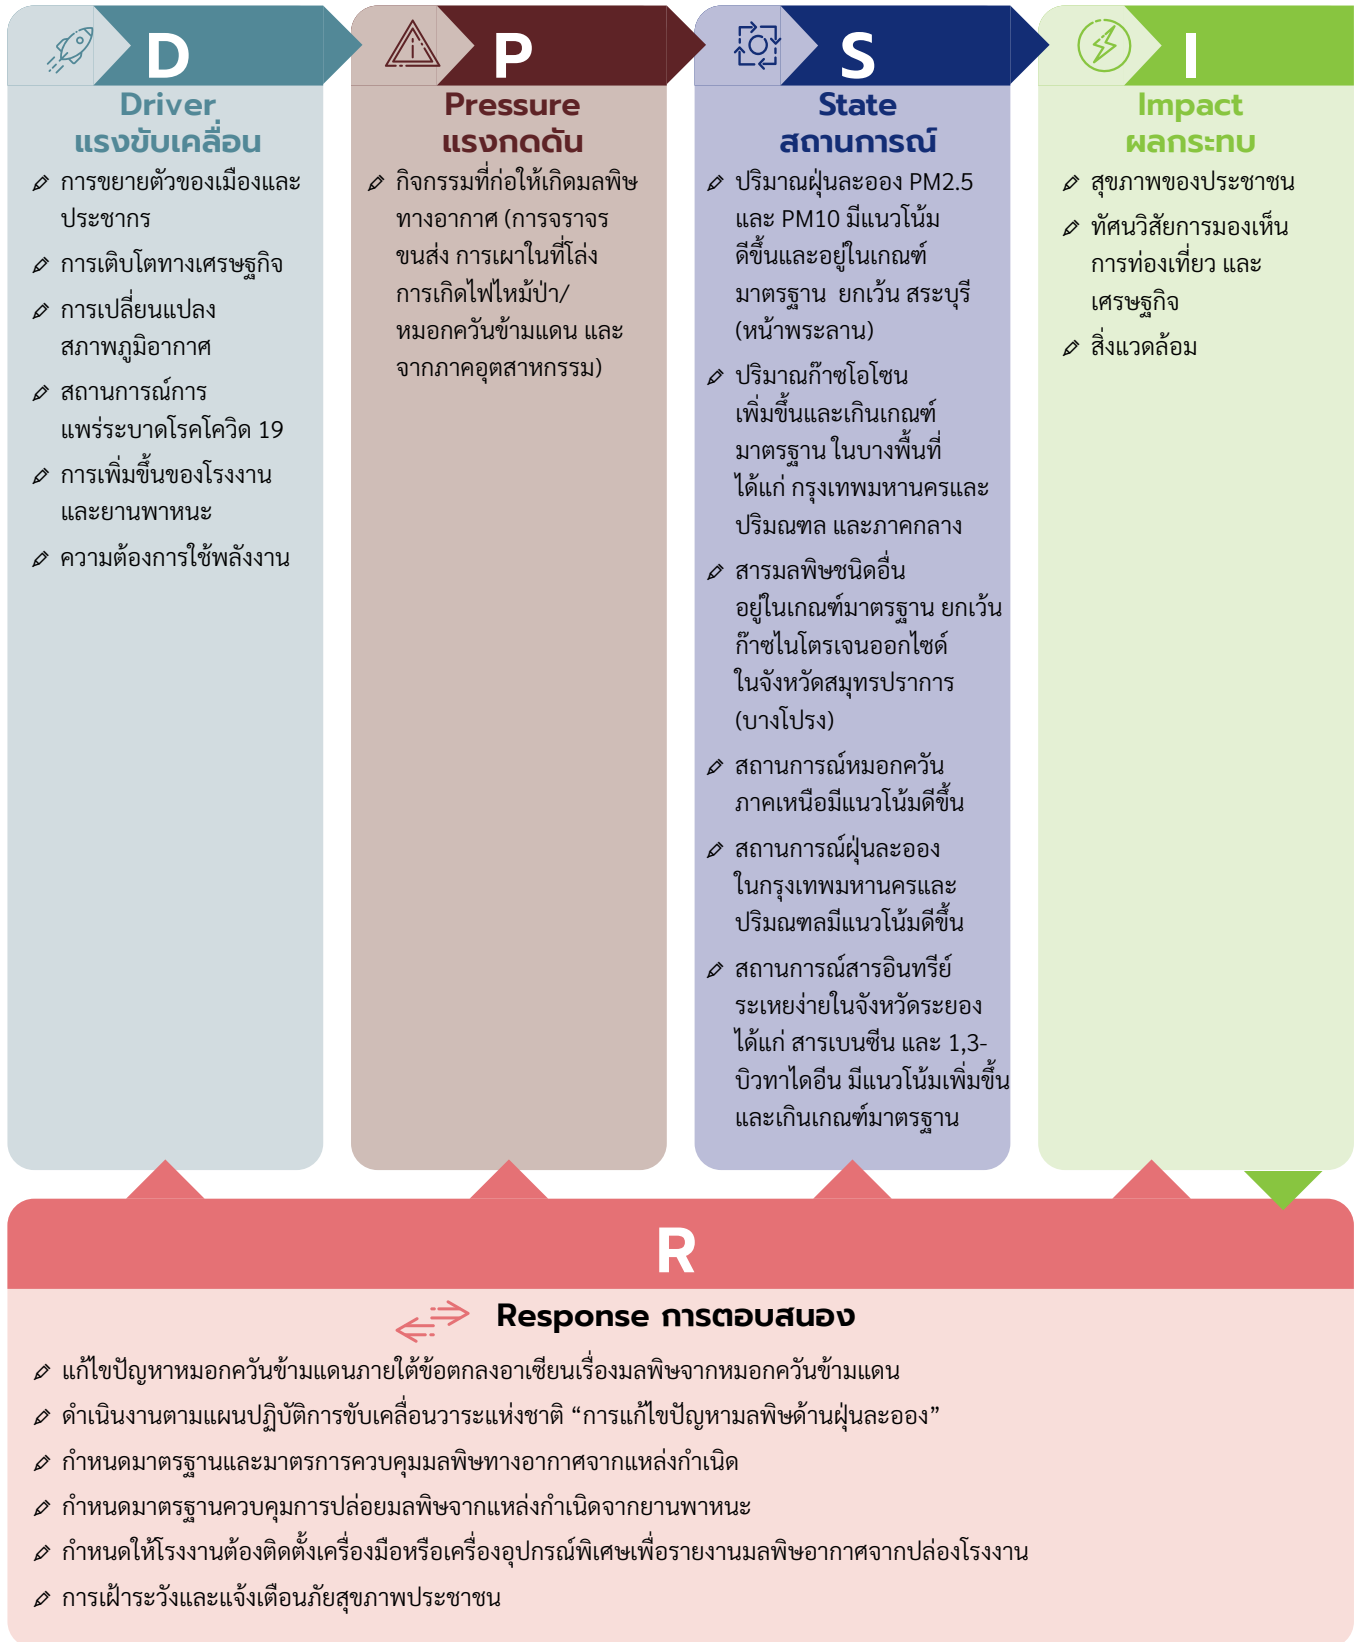 D
Driver
แรงขับเคลื่อน
การขยายตัวของเมืองและ
ประชากร
การเติบโตทางเศรษฐกิจ
การเปลี่ยนแปลง
สภาพภูมิอากาศ
สถานการณ์การ
แพร่ระบาดโรคโควิด 19
การเพิ่มขึ้นของโรงงาน
และยานพาหนะ
ความต้องการใช้พลังงาน
P
Pressure
แรงกดดัน
กิจกรรมที่ก่อให้เกิดมลพิษ
ทางอากาศ (การจราจร
ขนส่ง การเผาในที่โล่ง
การเกิดไฟไหม้ป่า/
หมอกควันข้ามแดน และ
จากภาคอุตสาหกรรม)
S
State
สถานการณ์
ปริมาณฝุ่นละออง PM2.5
และ PM10 มีแนวโน้ม
ดีขึ้นและอยู่ในเกณฑ์
มาตรฐาน ยกเว้น สระบุรี
(หน้าพระลาน)
ปริมาณก๊าซโอโซน
เพิ่มขึ้นและเกินเกณฑ์
มาตรฐาน ในบางพื้นที่
ได้แก่ กรุงเทพมหานครและ
ปริมณฑล และภาคกลาง
สารมลพิษชนิดอื่น
อยู่ในเกณฑ์มาตรฐาน ยกเว้น
ก๊าซไนโตรเจนออกไซด์
ในจังหวัดสมุทรปราการ
(บางโปรง)
สถานการณ์หมอกควัน
ภาคเหนือมีแนวโน้มดีขึ้น
สถานการณ์ฝุ่นละออง
ในกรุงเทพมหานครและ
ปริมณฑลมีแนวโน้มดีขึ้น
สถานการณ์สารอินทรีย์
ระเหยง่ายในจังหวัดระยอง
ได้แก่ สารเบนซีน และ 1,3-
บิวทาไดอีน มีแนวโน้มเพิ่มขึ้น
และเกินเกณฑ์มาตรฐาน
I
Impact
ผลกระทบ
สุขภาพของประชาชน
ทัศนวิสัยการมองเห็น
การท่องเที่ยว และ
เศรษฐกิจ
สิ่งแวดล้อม
R
Response การตอบสนอง
แก้ไขปัญหาหมอกควันข้ามแดนภายใต้ข้อตกลงอาเซียนเรื่องมลพิษจากหมอกควันข้ามแดน
ดำเนินงานตามแผนปฏิบัติการขับเคลื่อนวาระแห่งชาติ “การแก้ไขปัญหามลพิษด้านฝุ่นละออง”
กำหนดมาตรฐานและมาตรการควบคุมมลพิษทางอากาศจากแหล่งกำเนิด
กำหนดมาตรฐานควบคุมการปล่อยมลพิษจากแหล่งกำเนิดจากยานพาหนะ
กำหนดให้โรงงานต้องติดตั้งเครื่องมือหรือเครื่องอุปกรณ์พิเศษเพื่อรายงานมลพิษอากาศจากปล่องโรงงาน
การเฝ้าระวังและแจ้งเตือนภัยสุขภาพประชาชน